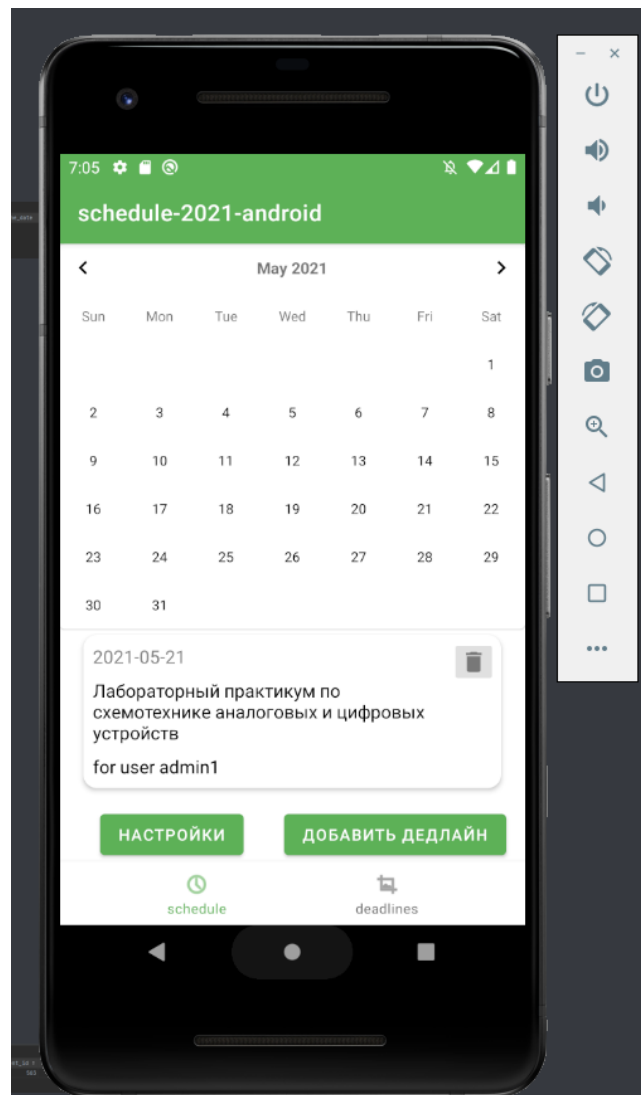 7:05
schedule-2021-android
May 2021
Sun Mon Tue Wed Thu Fri Sat
1
2 3 4 5 6 7 8
9 10 11 12 13 14 15
16 17 18 19 20 21 22
23 24 25 26 27 28 29
30 31
2021-05-21
Лабораторный практикум по
схемотехнике аналоговых и цифровых
устройств
for user admin1
НАСТРОЙКИ ДОБАВИТЬ ДЕДЛАЙН
schedule deadlines